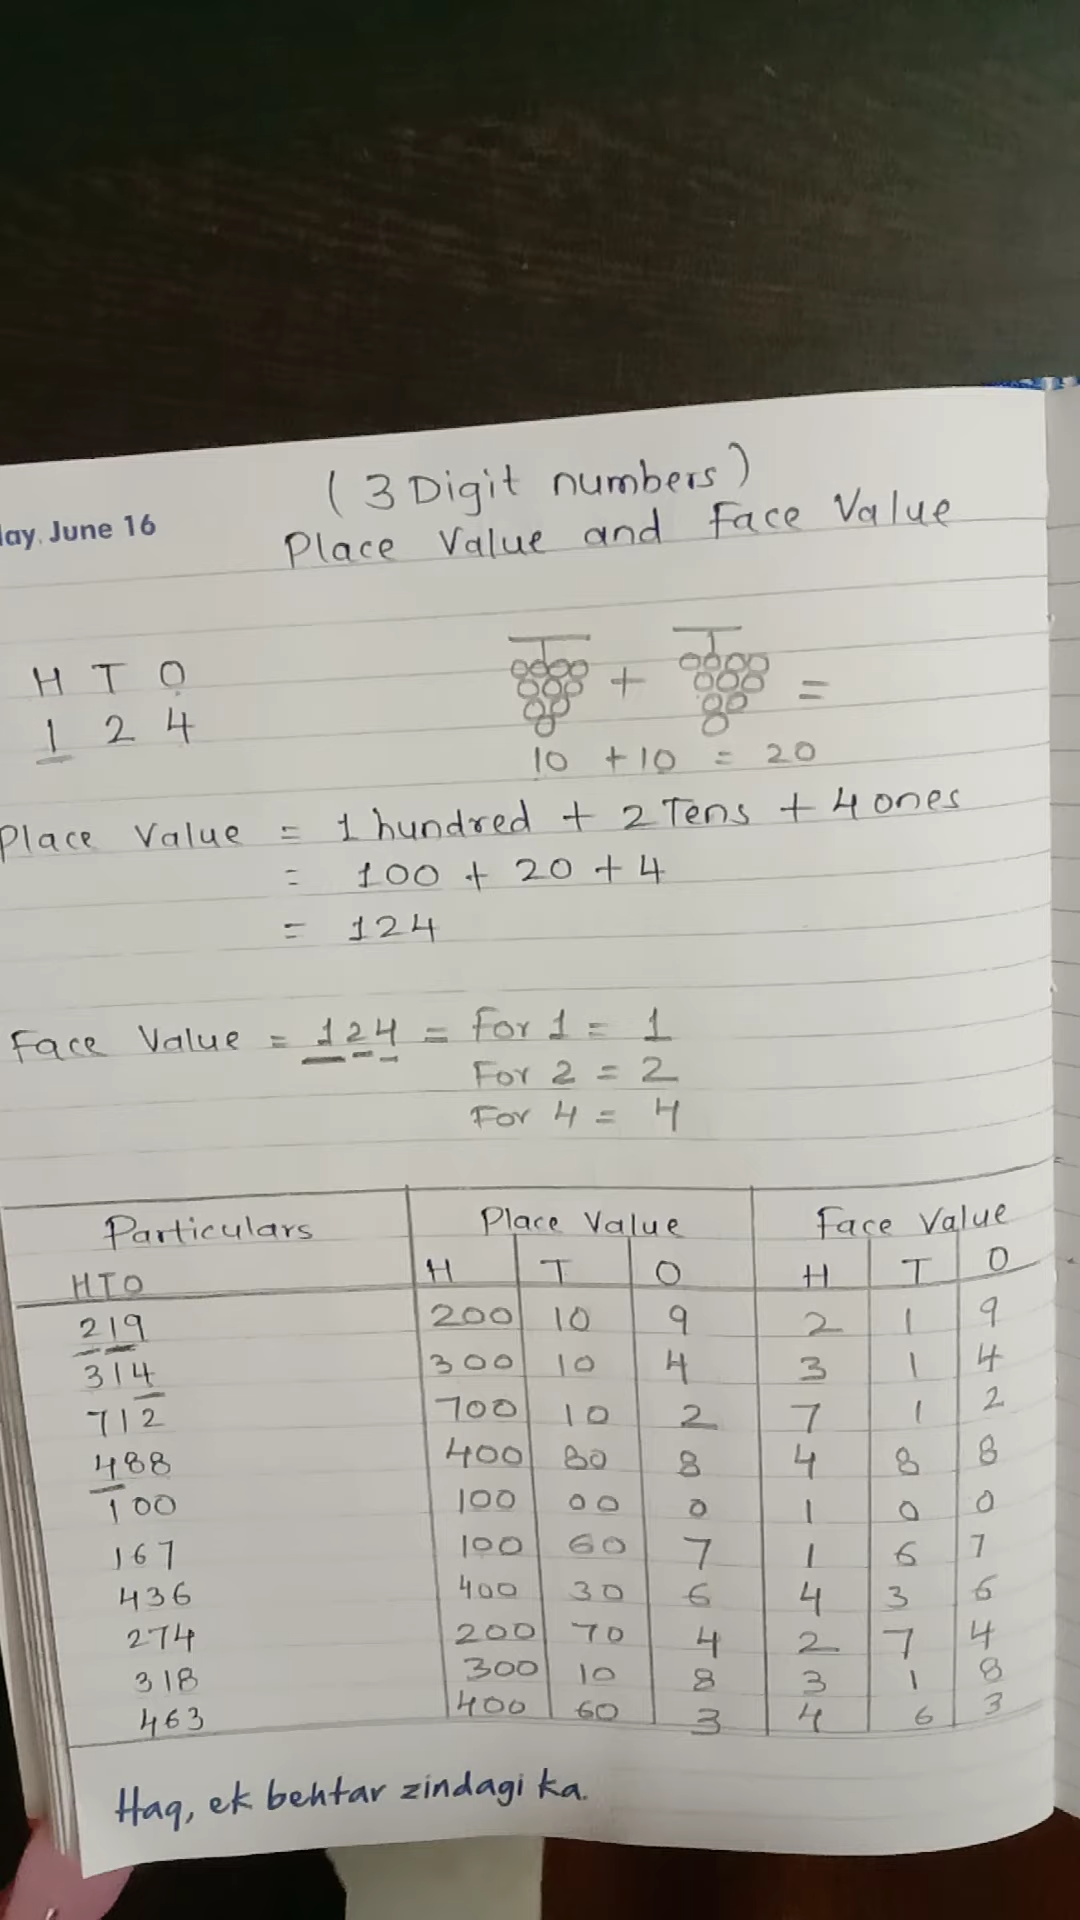 (3 Digit numbers)
day, June 16
Place Value and Face Value
H T O
1 2 4
T + T =
10 + 10 = 20
Place Value = 1 hundred + 2 Tens + 4 ones
= 100 + 20 + 4
= 124
Face Value = 124 = For 1 = 1
For 2 = 2
For 4 = 4
Particulars Place Value Face Value
HTO H T O H T O
219 200 10 9 2 1 9
314 300 10 4 3 1 4
712 700 10 2 7 1 2
488 400 80 8 4 8 8
100 100 00 0 1 0 0
167 100 60 7 1 6 7
436 400 30 6 4 3 6
274 200 70 4 2 7 4
318 300 10 8 3 1 8
463 400 60 3 4 6 3
Haq, ek behtar zindagi ka.